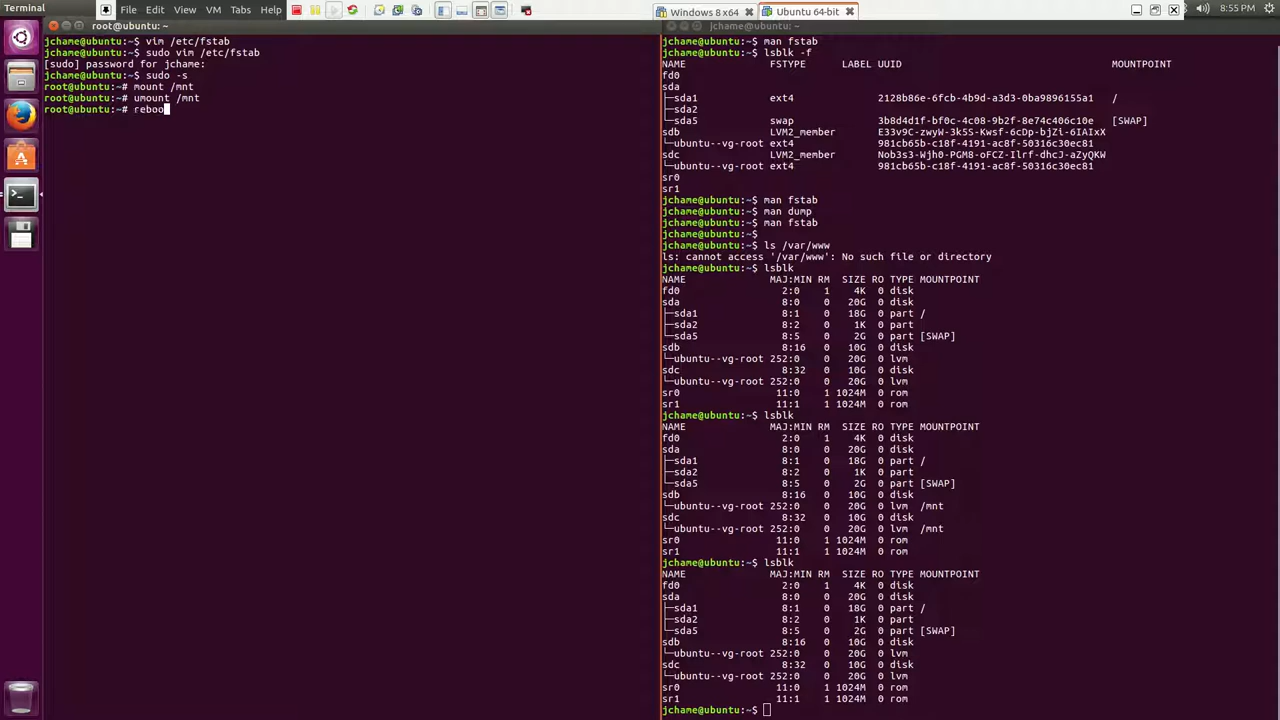 Terminal
File Edit View VM Tabs Help
Windows 8 x64
Ubuntu 64-bit
8:55 PM
root@ubuntu: ~
jchame@ubuntu: ~
jchame@ubuntu:~$ vim /etc/fstab
jchame@ubuntu:~$ sudo vim /etc/fstab
[sudo] password for jchame:
jchame@ubuntu:~$ sudo -s
root@ubuntu:~# mount /mnt
root@ubuntu:~# umount /mnt
root@ubuntu:~# reboo
jchame@ubuntu:~$ man fstab
jchame@ubuntu:~$ lsblk -f
NAME FSTYPE LABEL UUID MOUNTPOINT
fd0
sda
├─sda1 ext4 2128b86e-6fcb-4b9d-a3d3-0ba9896155a1 /
├─sda2
└─sda5 swap 3b8d4d1f-bf0c-4c08-9b2f-8e74c406c10e [SWAP]
sdb LVM2_member E33v9C-zwyW-3kSS-Kwsf-6cDp-bjZi-6IAIxX
└─ubuntu--vg-root ext4 981cb65b-c18f-4191-ac8f-50316c30ec81
sdc LVM2_member Nob3s3-Wjh0-PGM8-oFCZ-Ilrf-dhcJ-aZyQKW
└─ubuntu--vg-root ext4 981cb65b-c18f-4191-ac8f-50316c30ec81
sr0
sr1
jchame@ubuntu:~$ man fstab
jchame@ubuntu:~$ man dump
jchame@ubuntu:~$ man fstab
jchame@ubuntu:~$
jchame@ubuntu:~$ ls /var/www
ls: cannot access '/var/www': No such file or directory
jchame@ubuntu:~$ lsblk
NAME MAJ:MIN RM SIZE RO TYPE MOUNTPOINT
fd0 2:0 1 4K 0 disk
sda 8:0 0 20G 0 disk
├─sda1 8:1 0 18G 0 part /
├─sda2 8:2 0 1K 0 part
└─sda5 8:5 0 2G 0 part [SWAP]
sdb 8:16 0 10G 0 disk
└─ubuntu--vg-root 252:0 0 20G 0 lvm
sdc 8:32 0 10G 0 disk
└─ubuntu--vg-root 252:0 0 20G 0 lvm
sr0 11:0 1 1024M 0 rom
sr1 11:1 1 1024M 0 rom
jchame@ubuntu:~$ lsblk
NAME MAJ:MIN RM SIZE RO TYPE MOUNTPOINT
fd0 2:0 1 4K 0 disk
sda 8:0 0 20G 0 disk
├─sda1 8:1 0 18G 0 part /
├─sda2 8:2 0 1K 0 part
└─sda5 8:5 0 2G 0 part [SWAP]
sdb 8:16 0 10G 0 disk
└─ubuntu--vg-root 252:0 0 20G 0 lvm /mnt
sdc 8:32 0 10G 0 disk
└─ubuntu--vg-root 252:0 0 20G 0 lvm /mnt
sr0 11:0 1 1024M 0 rom
sr1 11:1 1 1024M 0 rom
jchame@ubuntu:~$ lsblk
NAME MAJ:MIN RM SIZE RO TYPE MOUNTPOINT
fd0 2:0 1 4K 0 disk
sda 8:0 0 20G 0 disk
├─sda1 8:1 0 18G 0 part /
├─sda2 8:2 0 1K 0 part
└─sda5 8:5 0 2G 0 part [SWAP]
sdb 8:16 0 10G 0 disk
└─ubuntu--vg-root 252:0 0 20G 0 lvm
sdc 8:32 0 10G 0 disk
└─ubuntu--vg-root 252:0 0 20G 0 lvm
sr0 11:0 1 1024M 0 rom
sr1 11:1 1 1024M 0 rom
jchame@ubuntu:~$